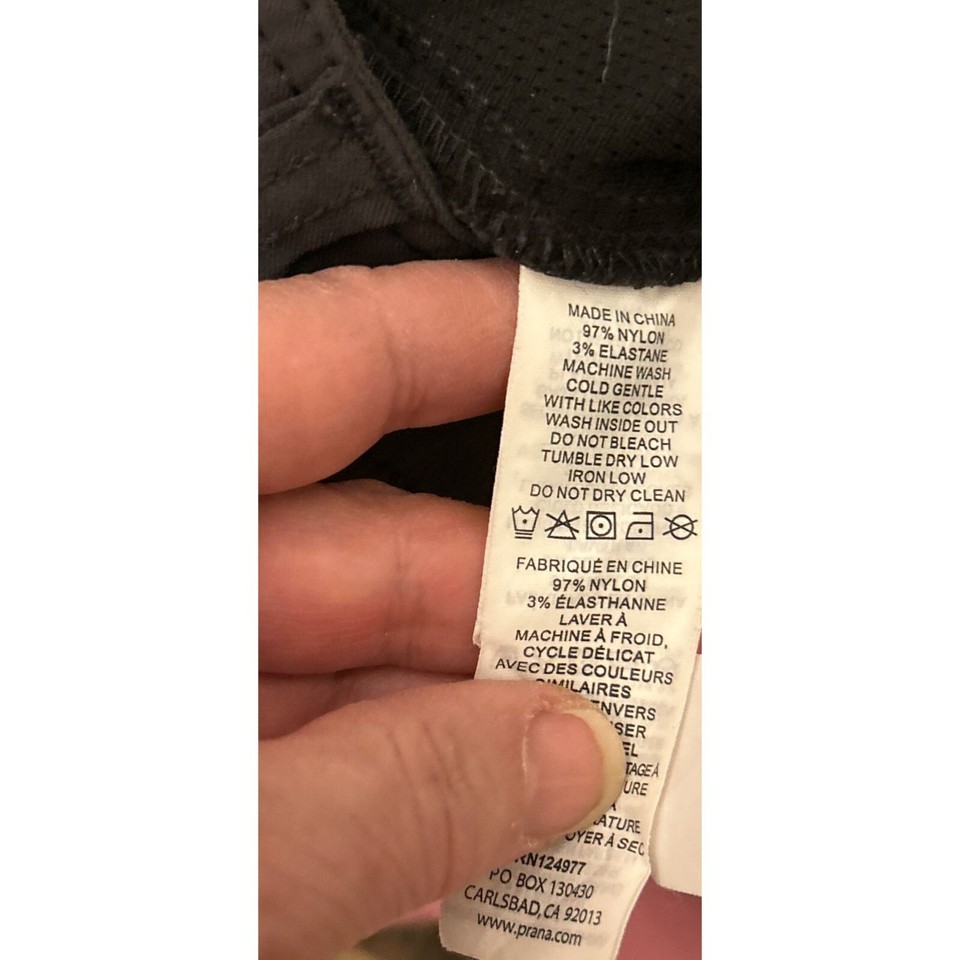 MADE IN CHINA
97% NYLON
3% ELASTANE
MACHINE WASH
COLD GENTLE
WITH LIKE COLORS
WASH INSIDE OUT
DO NOT BLEACH
TUMBLE DRY LOW
IRON LOW
DO NOT DRY CLEAN
FABRIQUÉ EN CHINE
97% NYLON
3% ÉLASTHANNE
LAVER À
MACHINE À FROID,
CYCLE DÉLICAT
AVEC DES COULEURS
SIMILAIRES
RN124977
PO BOX 130430
CARLSBAD, CA 92013
www.prana.com